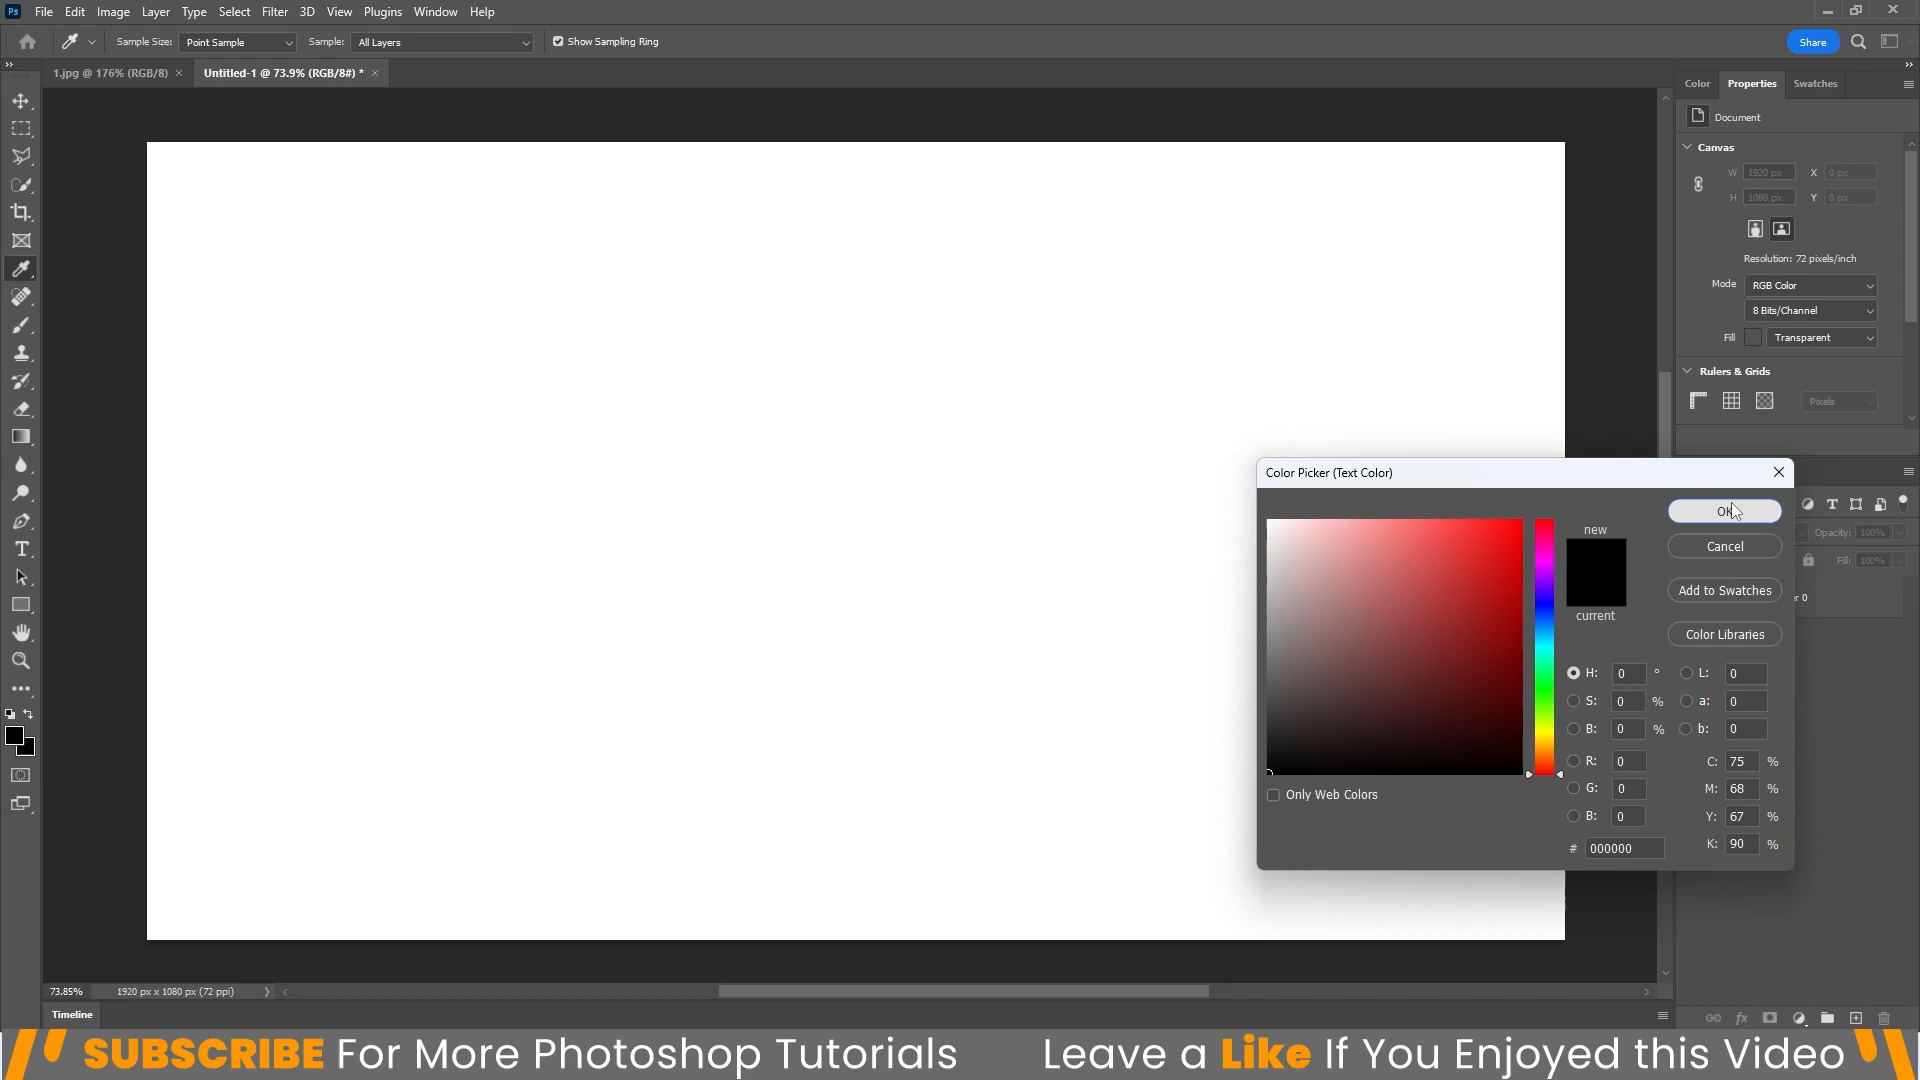 Ps File Edit Image Layer Type Select Filter 3D View Plugins Window Help
Sample Size: Point Sample Sample: All Layers Show Sampling Ring Share
1.jpg @ 176% (RGB/8) × Untitled-1 @ 73.9% (RGB/8#) * ×
Color Properties Swatches
Document
Canvas
W 1920 px X 0 px
H 1080 px Y 0 px
Resolution: 72 pixels/inch
Mode RGB Color
8 Bits/Channel
Fill Transparent
Rulers & Grids
Pixels
Color Picker (Text Color)
OK
new
Cancel
Opacity: 100%
Fill: 100%
Add to Swatches
r 0
current
Color Libraries
H: 0 ° L: 0
S: 0 % a: 0
B: 0 % b: 0
R: 0 C: 75 %
G: 0 M: 68 %
B: 0 Y: 67 %
# 000000 K: 90 %
Only Web Colors
73.85% 1920 px x 1080 px (72 ppi)
Timeline
SUBSCRIBE For More Photoshop Tutorials Leave a Like If You Enjoyed this Video